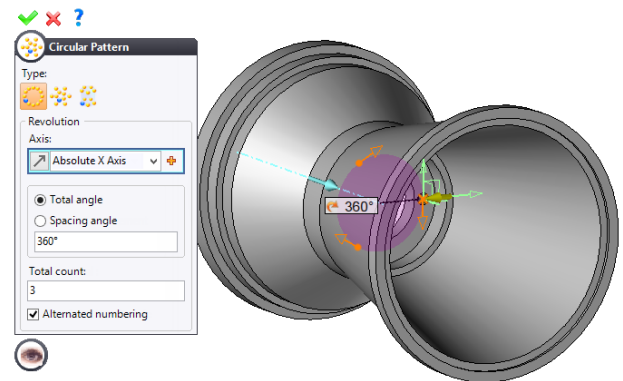 ?
Circular Pattern
Type:
Revolution
Axis:
Absolute X Axis
Total angle
Spacing angle
360°
Total count:
3
Alternated numbering
360°